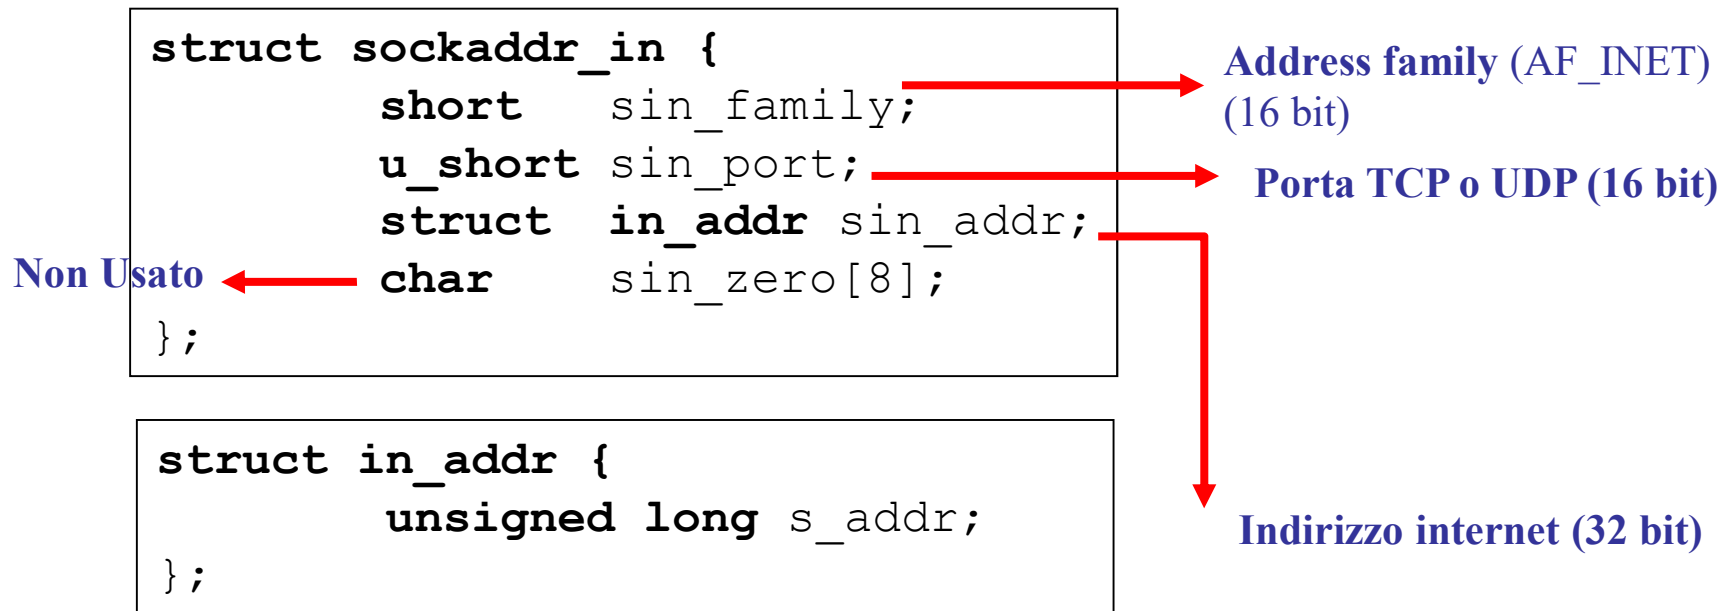 struct sockaddr_in {
short sin_family;
u_short sin_port;
struct in_addr sin_addr;
char sin_zero[8];
};
Address family (AF_INET)
(16 bit)
Porta TCP o UDP (16 bit)
Non Usato
struct in_addr {
unsigned long s_addr;
};
Indirizzo internet (32 bit)